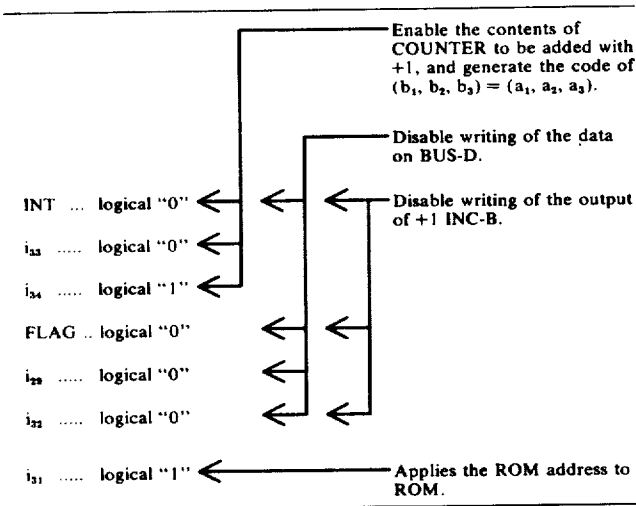 Enable the contents of
COUNTER to be added with
+1, and generate the code of
(b₁, b₂, b₃) = (a₁, a₂, a₃).
Disable writing of the data
on BUS-D.
INT ... logical “0”
Disable writing of the output
of +1 INC-B.
i₃₃ ..... logical “0”
i₃₄ ..... logical “1”
FLAG .. logical “0”
i₂₉ ..... logical “0”
i₃₂ ..... logical “0”
i₃₁ ..... logical “1”
Applies the ROM address to
ROM.